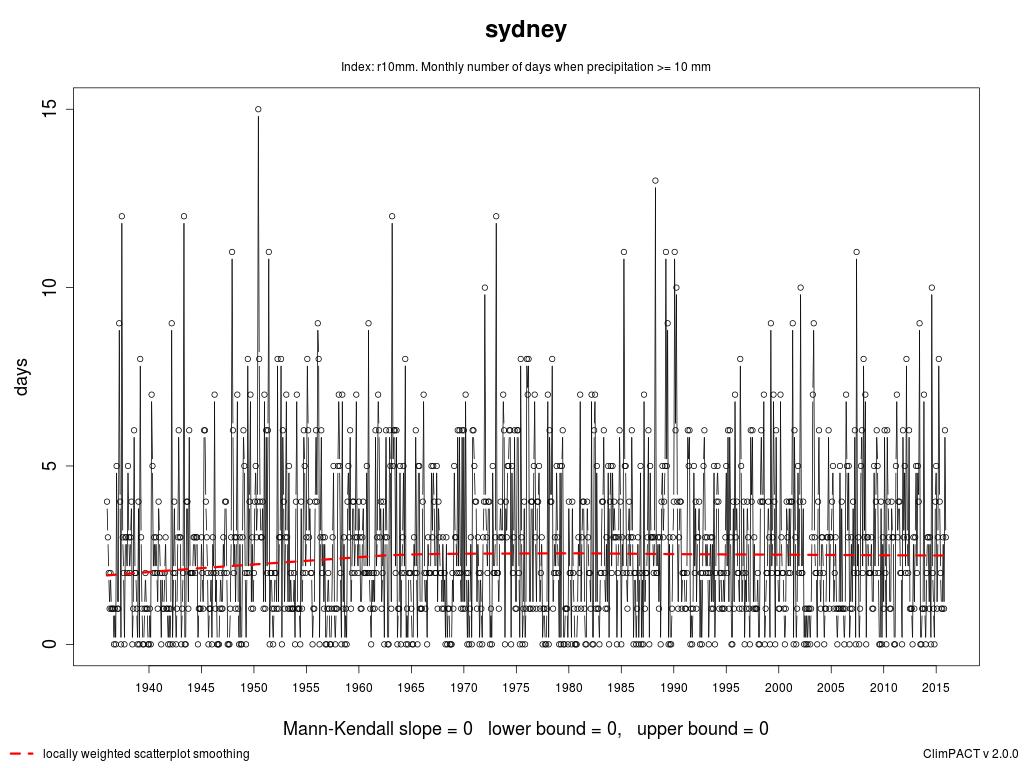 sydney
Index: r10mm. Monthly number of days when precipitation >= 10 mm
15
10
5
0
days
1940 1945 1950 1955 1960 1965 1970 1975 1980 1985 1990 1995 2000 2005 2010 2015
Mann-Kendall slope = 0 lower bound = 0, upper bound = 0
locally weighted scatterplot smoothing
ClimPACT v 2.0.0